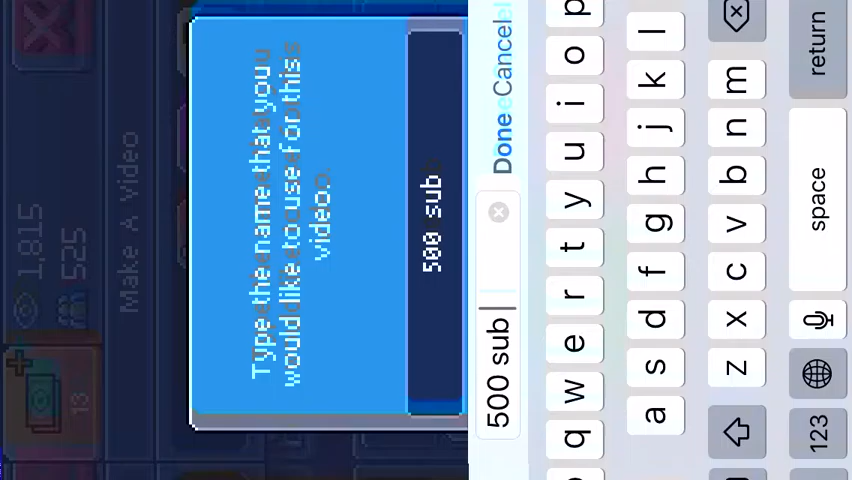 1,815
525
13
Make A Video
Type the name that you
would like to use for this
video.
500 sub
Done Cancel
500 sub
q w e r t y u i o p
a s d f g h j k l
z x c v b n m
123 space return